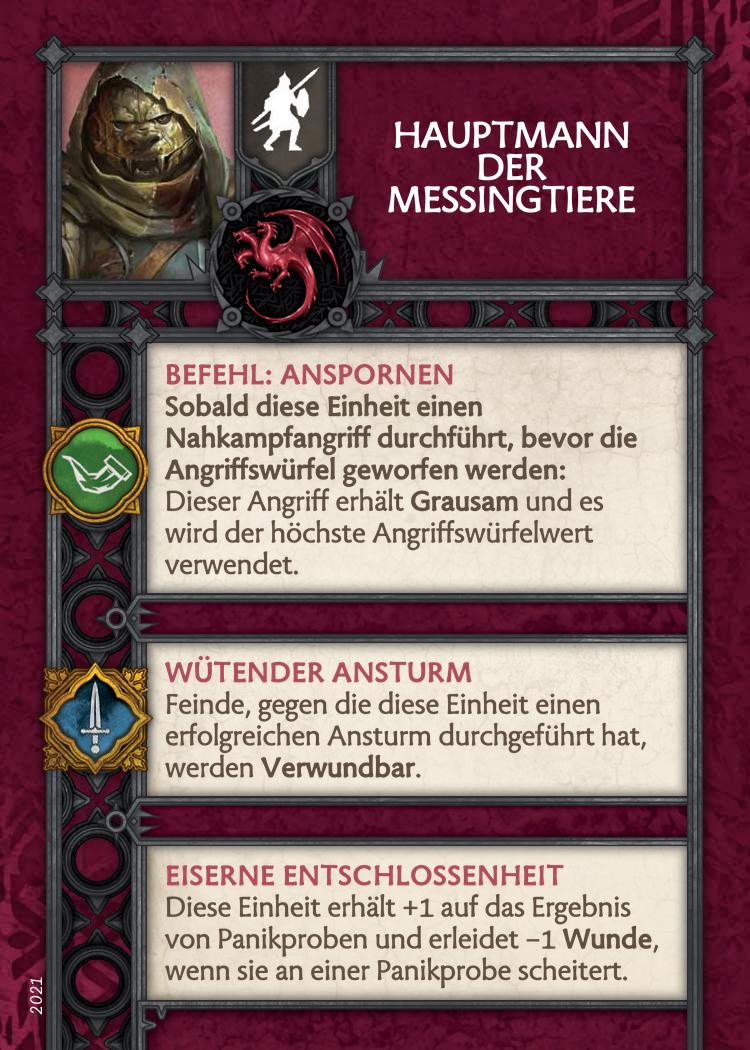 HAUPTMANN
DER
MESSINGTIERE
BEFEHL: ANSPORNEN
Sobald diese Einheit einen
Nahkampfangriff durchführt, bevor die
Angriffswürfel geworfen werden:
Dieser Angriff erhält Grausam und es
wird der höchste Angriffswürfelwert
verwendet.
WÜTENDER ANSTURM
Feinde, gegen die diese Einheit einen
erfolgreichen Ansturm durchgeführt hat,
werden Verwundbar.
EISERNE ENTSCHLOSSENHEIT
Diese Einheit erhält +1 auf das Ergebnis
von Panikproben und erleidet –1 Wunde,
wenn sie an einer Panikprobe scheitert.
2021